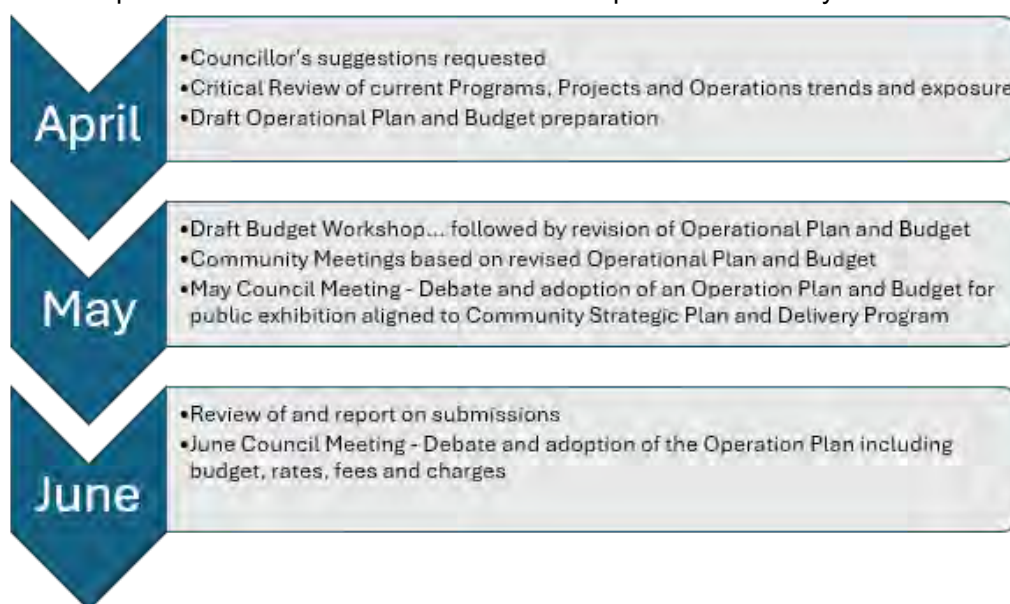 April
•Councillor's suggestions requested
•Critical Review of current Programs, Projects and Operations trends and exposure
•Draft Operational Plan and Budget preparation
May
•Draft Budget Workshop... followed by revision of Operational Plan and Budget
•Community Meetings based on revised Operational Plan and Budget
•May Council Meeting - Debate and adoption of an Operation Plan and Budget for
public exhibition aligned to Community Strategic Plan and Delivery Program
June
•Review of and report on submissions
•June Council Meeting - Debate and adoption of the Operation Plan including
budget, rates, fees and charges